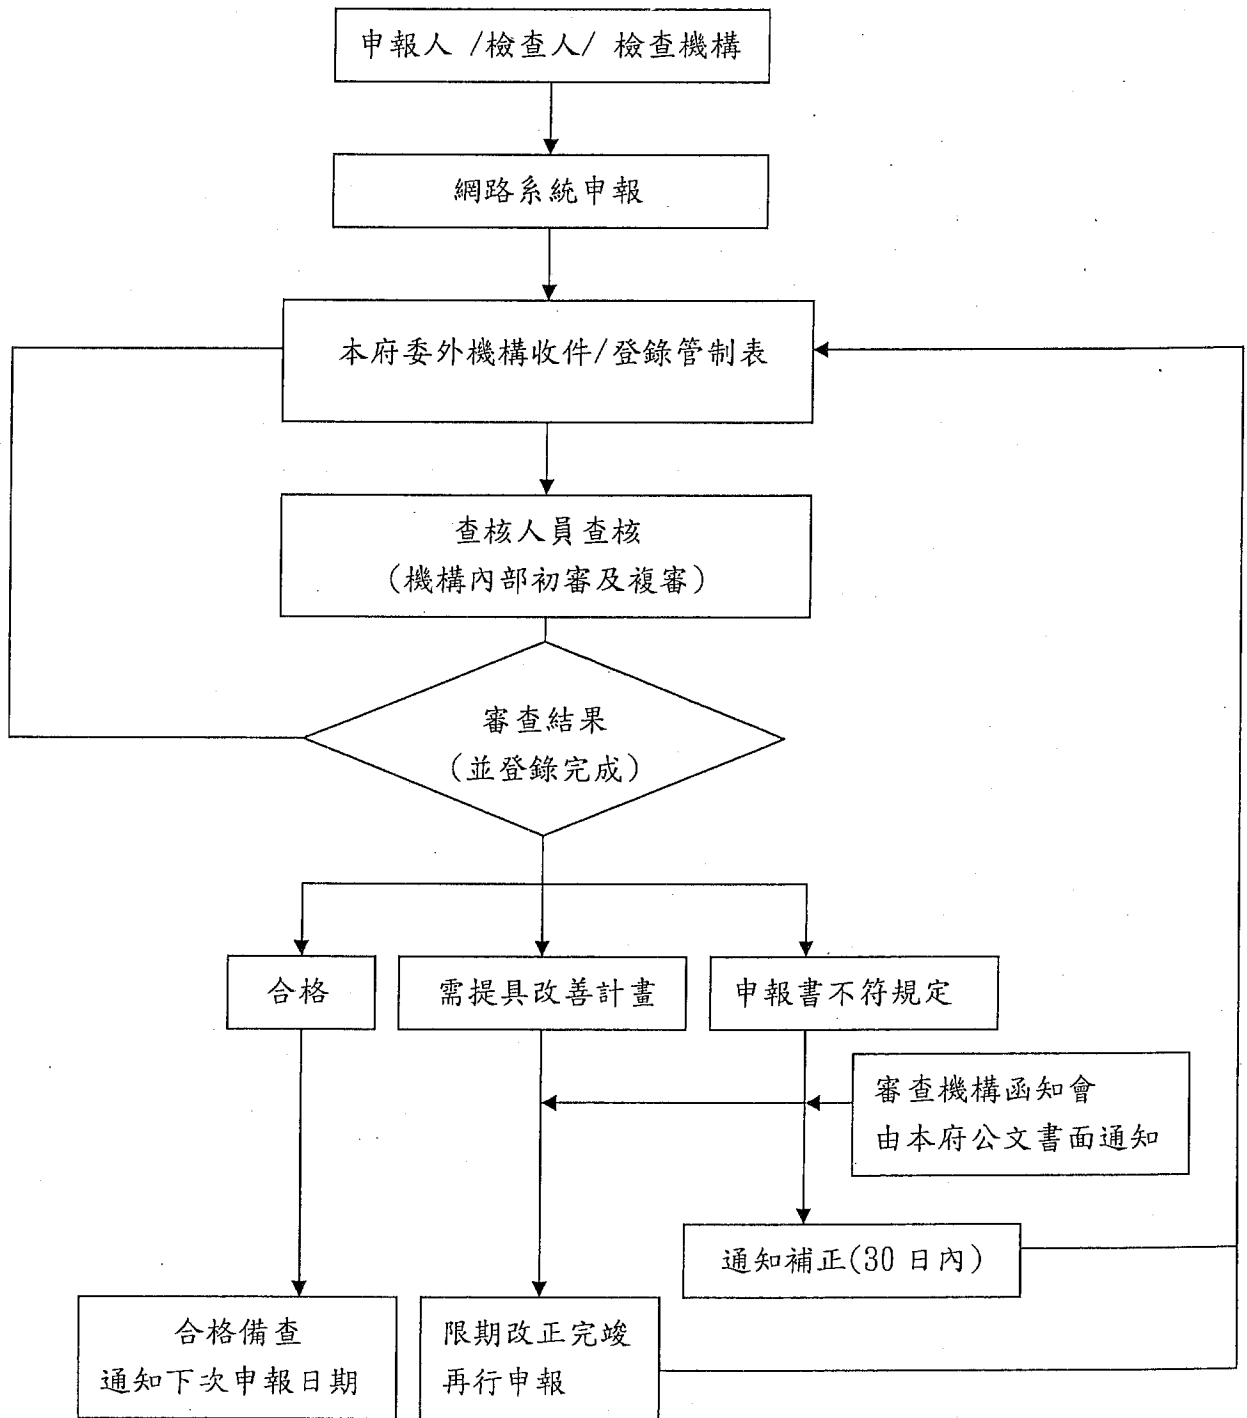 申報人 /檢查人/ 檢查機構
網路系統申報
本府委外機構收件/登錄管制表
查核人員查核
(機構內部初審及複審)
審查結果
(並登錄完成)
合格
需提具改善計畫
申報書不符規定
審查機構函知會
由本府公文書面通知
通知補正(30 日內)
合格備查
通知下次申報日期
限期改正完竣
再行申報